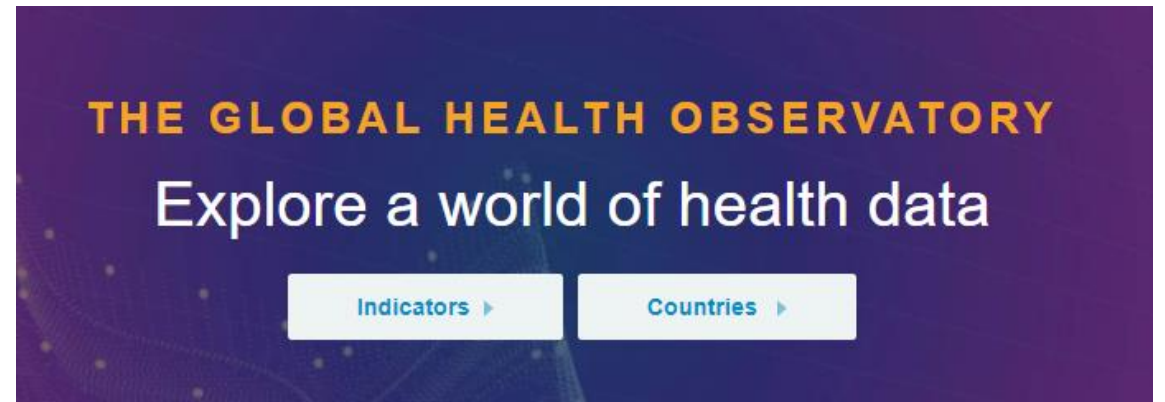 THE GLOBAL HEALTH OBSERVATORY
Explore a world of health data
Indicators
Countries